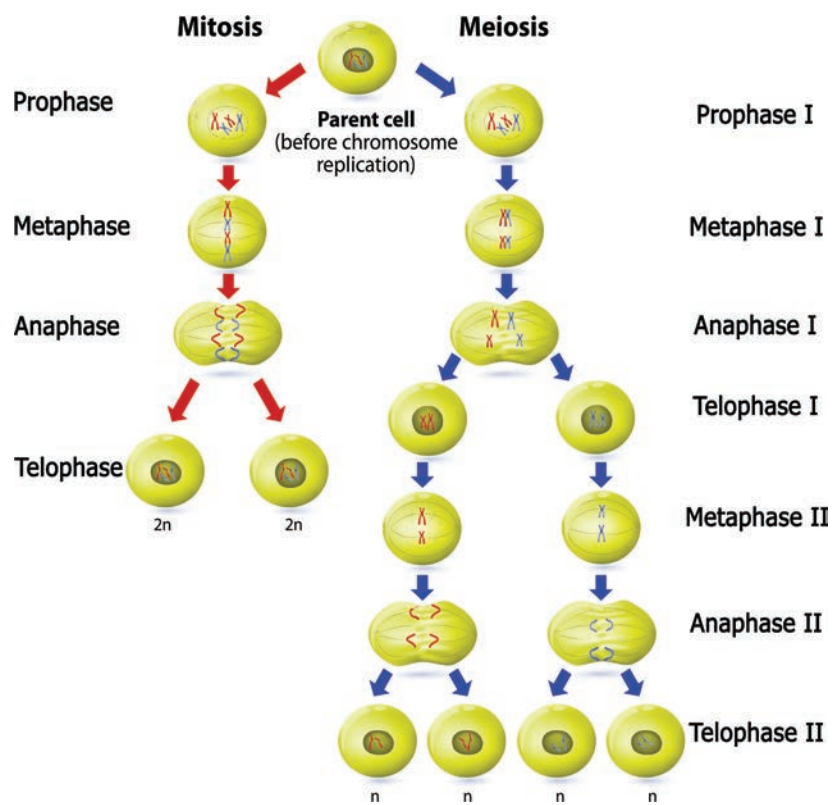 Mitosis
Meiosis
Parent cell
(before chromosome
replication)
Prophase
Prophase I
Metaphase
Metaphase I
Anaphase
Anaphase I
Telophase I
Telophase
2n
2n
Metaphase II
Anaphase II
Telophase II
n
n
n
n